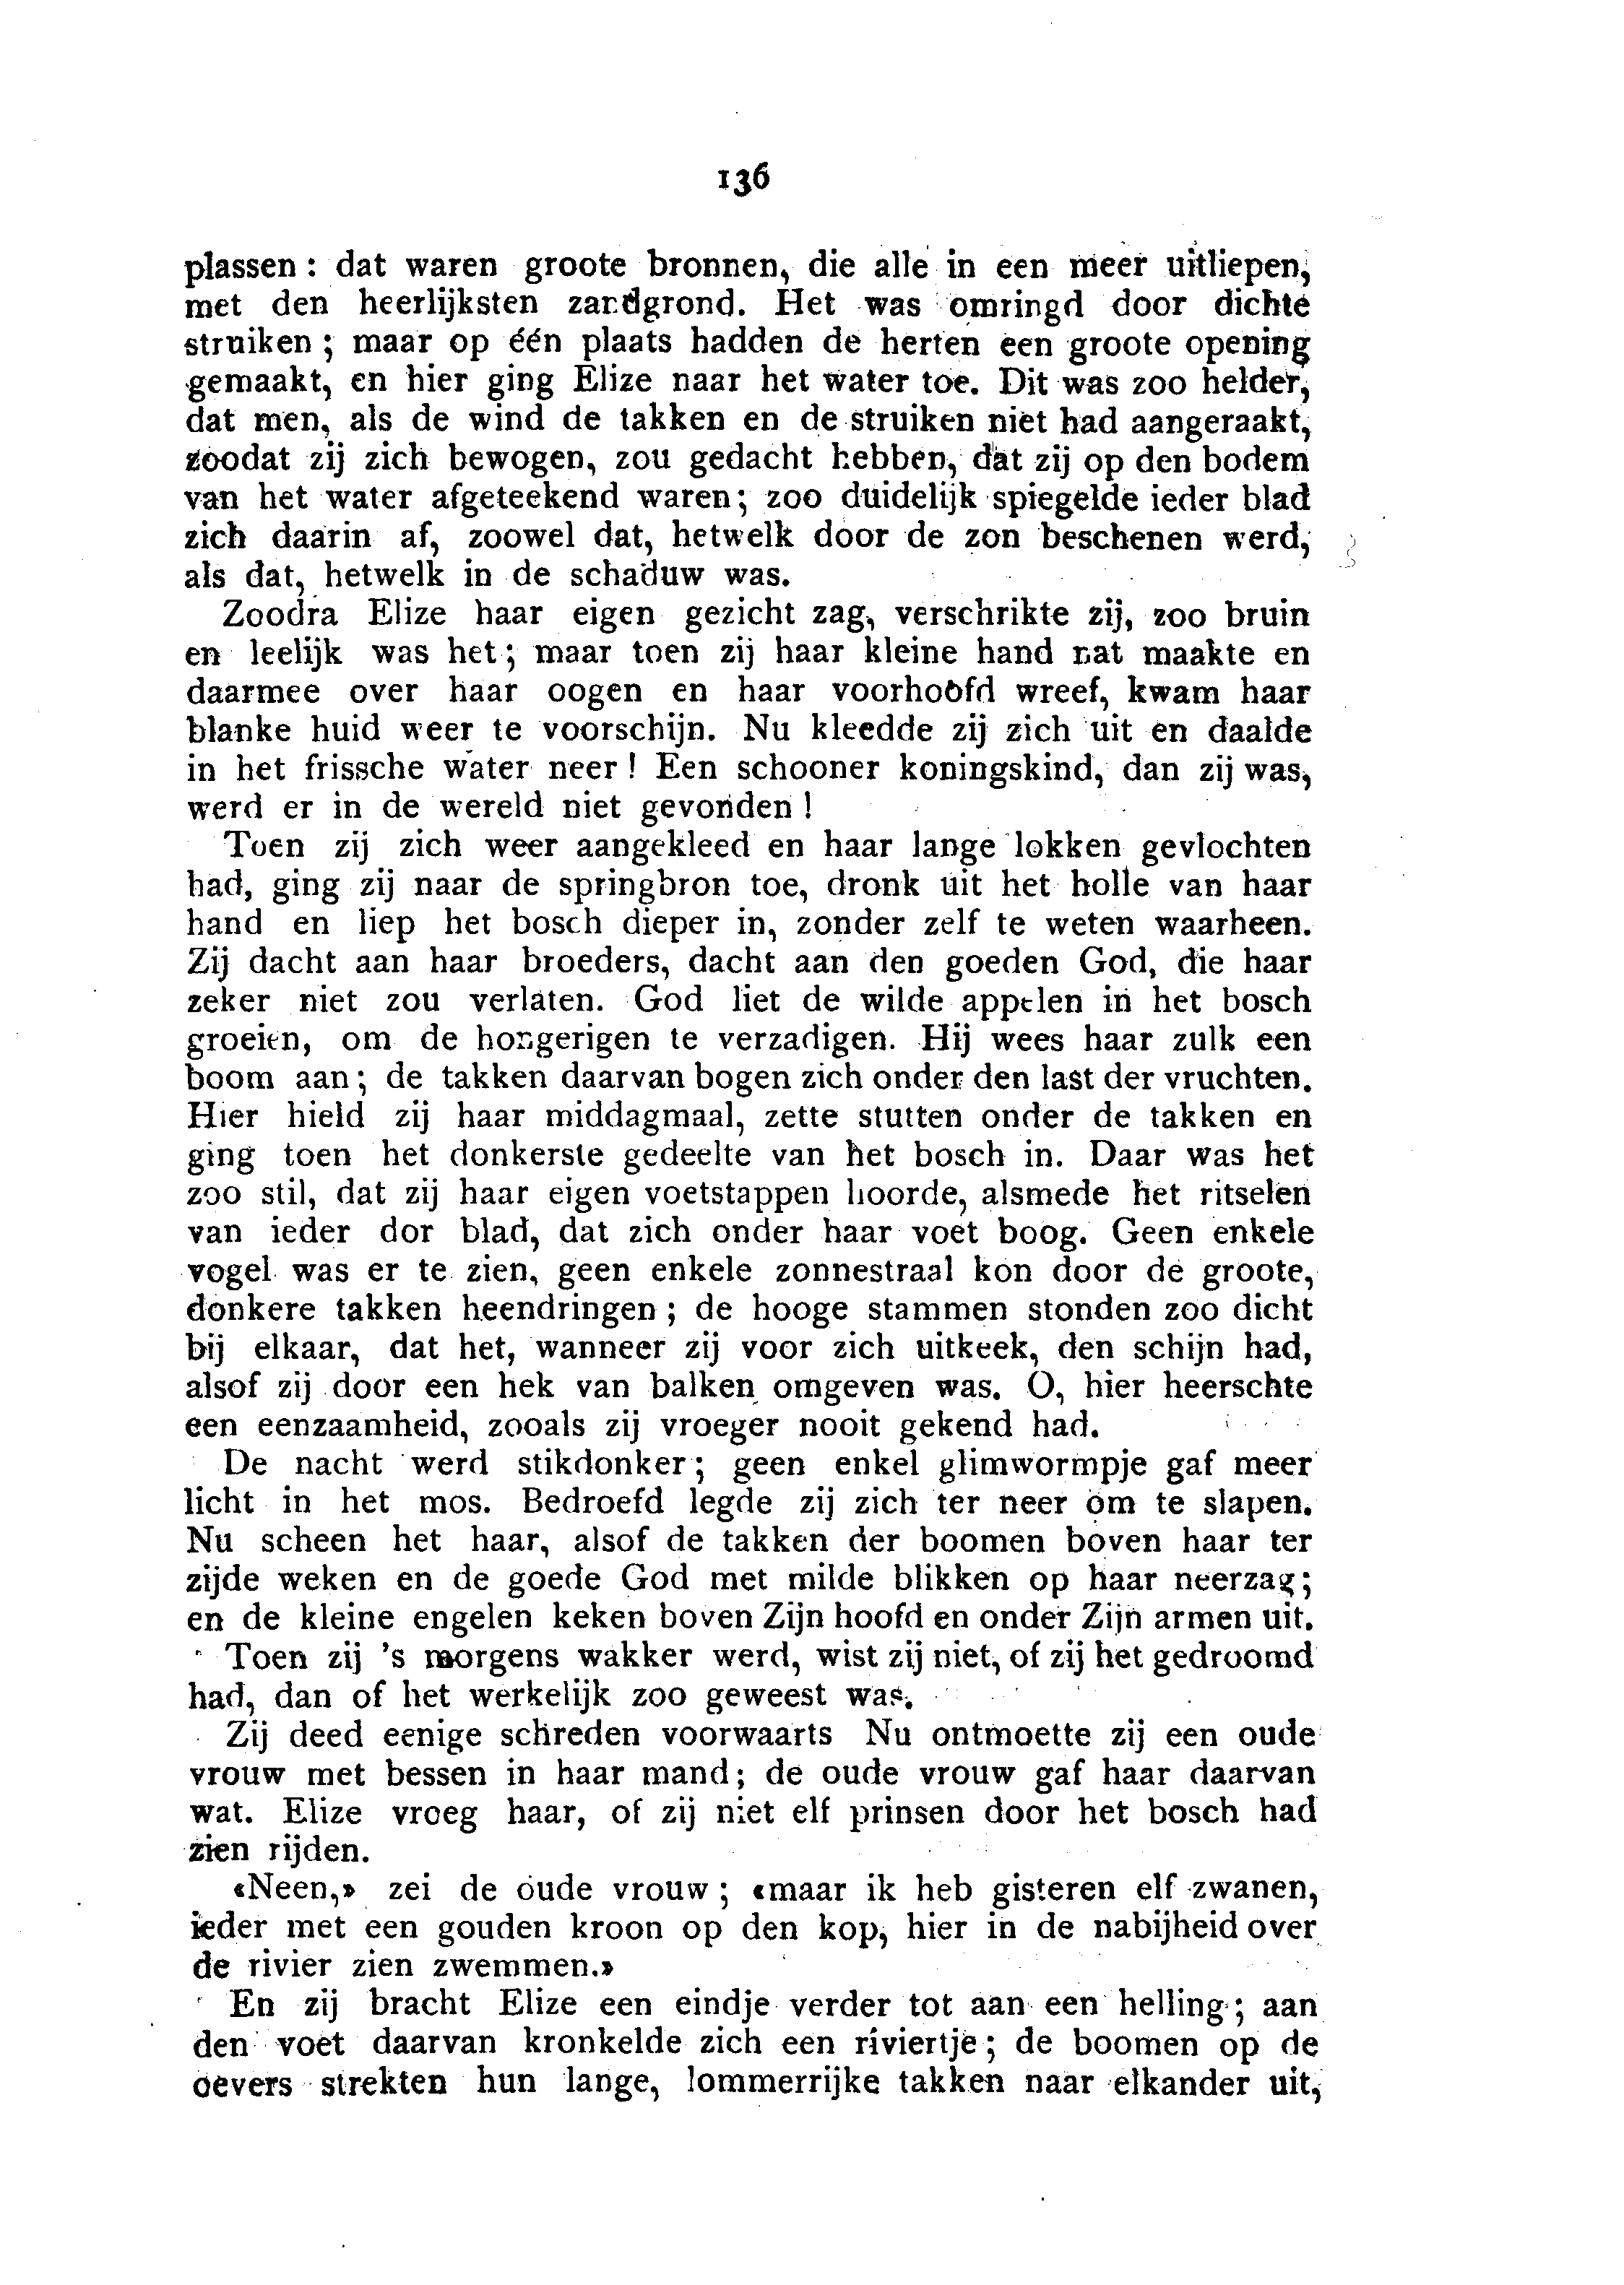 136
plassen : dat waren groote bronnen, die alle in een meer uitliepen,
met den heerlijksten zandgrond. Het was omringd door dichte
struiken ; maar op één plaats hadden de herten een groote opening
gemaakt, en hier ging Elize naar het water toe. Dit was zoo helder,
dat men, als de wind de takken en de struiken niet had aangeraakt,
zoodat zij zich bewogen, zou gedacht hebben, dat zij op den bodem
van het water afgeteekend waren; zoo duidelijk spiegelde ieder blad
zich daarin af, zoowel dat, hetwelk door de zon beschenen werd,
als dat, hetwelk in de schaduw was.
Zoodra Elize haar eigen gezicht zag, verschrikte zij, zoo bruin
en leelijk was het ; maar toen zij haar kleine hand nat maakte en
daarmee over haar oogen en haar voorhoofd wreef, kwam haar
blanke huid weer te voorschijn. Nu kleedde zij zich uit en daalde
in het frissche water neer ! Een schooner koningskind, dan zij was,
werd er in de wereld niet gevonden !
Toen zij zich weer aangekleed en haar lange lokken gevlochten
had, ging zij naar de springbron toe, dronk uit het holle van haar
hand en liep het bosch dieper in, zonder zelf te weten waarheen.
Zij dacht aan haar broeders, dacht aan den goeden God, die haar
zeker niet zou verlaten. God liet de wilde appelen in het bosch
groeien, om de hongerigen te verzadigen. Hij wees haar zulk een
boom aan ; de takken daarvan bogen zich onder den last der vruchten.
Hier hield zij haar middagmaal, zette stutten onder de takken en
ging toen het donkerste gedeelte van het bosch in. Daar was het
zoo stil, dat zij haar eigen voetstappen hoorde, alsmede het ritselen
van ieder dor blad, dat zich onder haar voet boog. Geen enkele
vogel was er te zien, geen enkele zonnestraal kon door de groote,
donkere takken heendringen ; de hooge stammen stonden zoo dicht
bij elkaar, dat het, wanneer zij voor zich uitkeek, den schijn had,
alsof zij door een hek van balken omgeven was. O, hier heerschte
een eenzaamheid, zooals zij vroeger nooit gekend had.
De nacht werd stikdonker ; geen enkel glimwormpje gaf meer
licht in het mos. Bedroefd legde zij zich ter neer om te slapen.
Nu scheen het haar, alsof de takken der boomen boven haar ter
zijde weken en de goede God met milde blikken op haar neerzag ;
en de kleine engelen keken boven Zijn hoofd en onder Zijn armen uit.
Toen zij 's morgens wakker werd, wist zij niet, of zij het gedroomd
had, dan of het werkelijk zoo geweest was.
Zij deed eenige schreden voorwaarts Nu ontmoette zij een oude
vrouw met bessen in haar mand ; de oude vrouw gaf haar daarvan
wat. Elize vroeg haar, of zij niet elf prinsen door het bosch had
zien rijden.
«Neen,» zei de oude vrouw ; «maar ik heb gisteren elf zwanen,
ieder met een gouden kroon op den kop, hier in de nabijheid over
de rivier zien zwemmen.»
En zij bracht Elize een eindje verder tot aan een helling ; aan
den voet daarvan kronkelde zich een riviertje ; de boomen op de
oevers strekten hun lange, lommerrijke takken naar elkander uit,